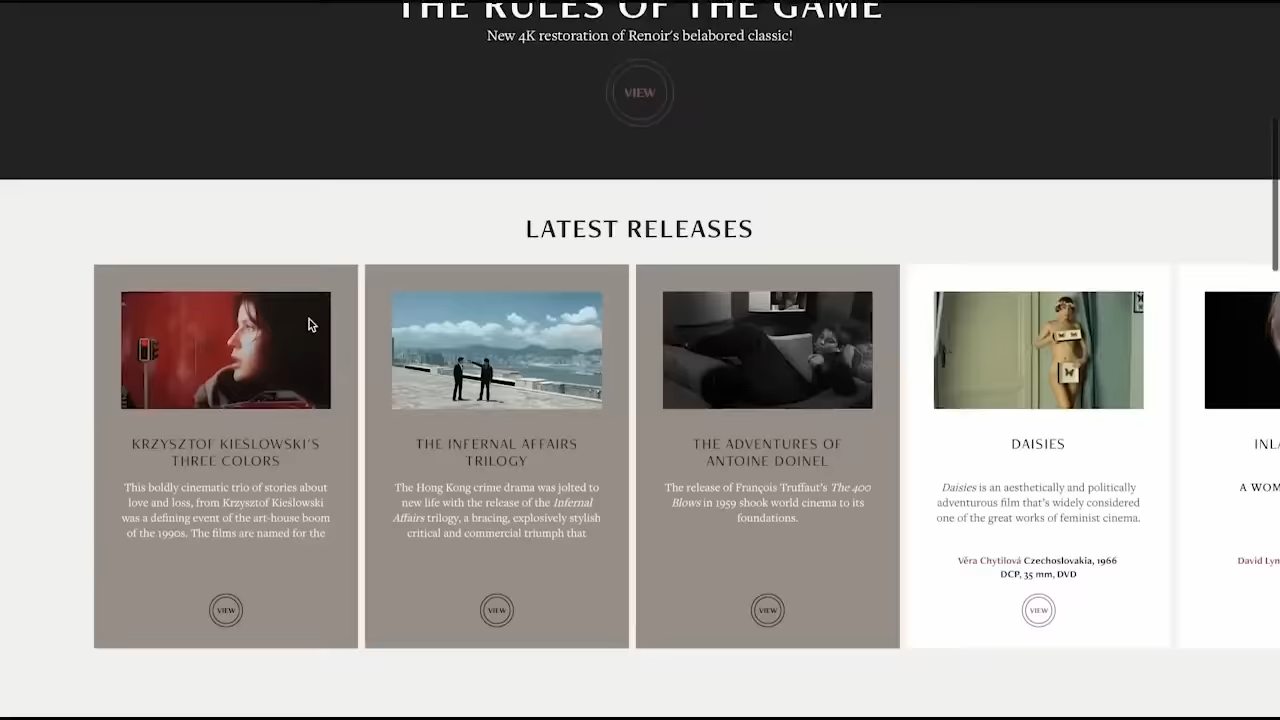 THE RULES OF THE GAME
New 4K restoration of Renoir's belabored classic!
VIEW
LATEST RELEASES
KRZYSZTOF KIEŚLOWSKI'S
THREE COLORS
This boldly cinematic trio of stories about
love and loss, from Krzysztof Kieślowski
was a defining event of the art-house boom
of the 1990s. The films are named for the
VIEW
THE INFERNAL AFFAIRS
TRILOGY
The Hong Kong crime drama was jolted to
new life with the release of the Infernal
Affairs trilogy, a bracing, explosively stylish
critical and commercial triumph that
VIEW
THE ADVENTURES OF
ANTOINE DOINEL
The release of François Truffaut's The 400
Blows in 1959 shook world cinema to its
foundations.
VIEW
DAISIES
Daisies is an aesthetically and politically
adventurous film that's widely considered
one of the great works of feminist cinema.
Věra Chytilová Czechoslovakia, 1966
DCP, 35 mm, DVD
VIEW
INLA
A WOM
David Lyn